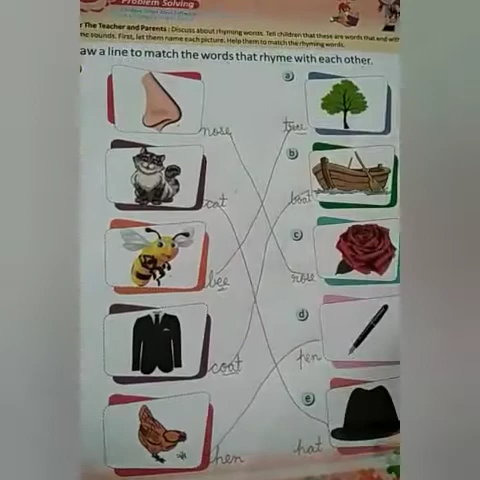 Problem Solving
The Teacher and Parents : Discuss about rhyming words. Tell children that these are words that end with
me sounds. First, let them name each picture. Help them to match the rhyming words.
aw a line to match the words that rhyme with each other.
a
nose tree
b
cat boat
c
bee rose
d
coat pen
e
hen hat